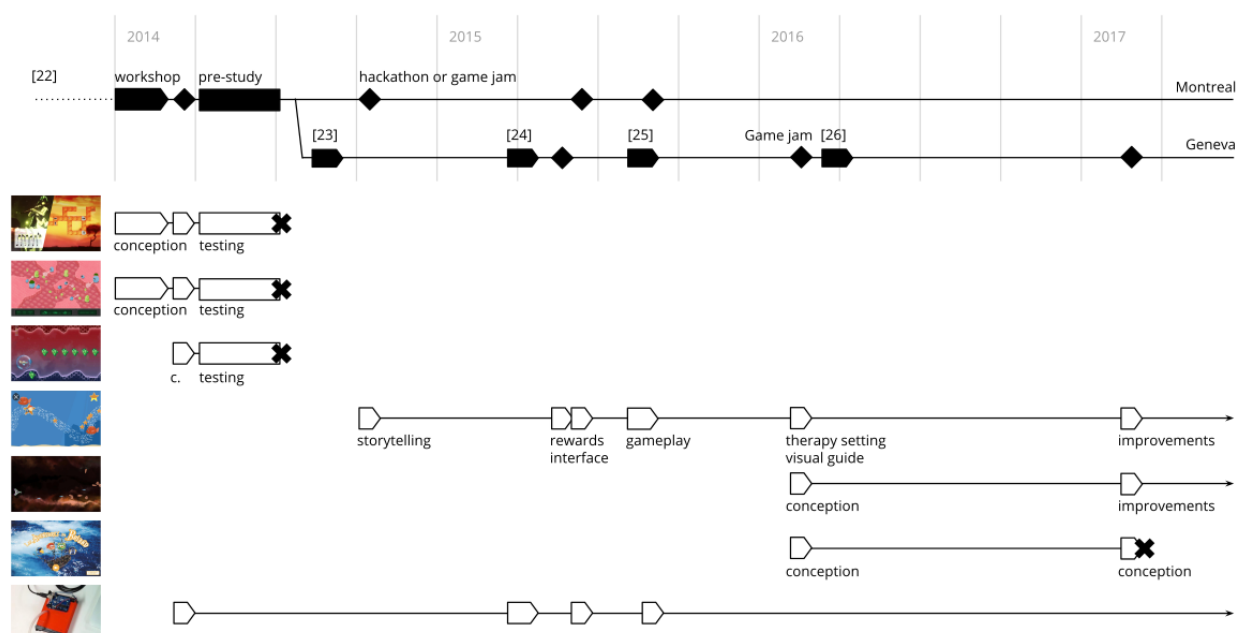 2014 2015 2016 2017
[22]
workshop pre-study hackathon or game jam
Montreal
[23] [24] [25] Game jam [26]
Geneva
conception testing
conception testing
c. testing
storytelling rewards gameplay therapy setting improvements
interface visual guide
conception improvements
conception conception